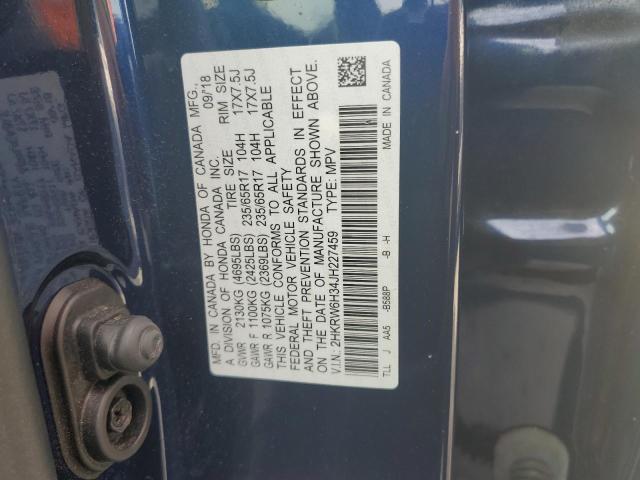 MFD. IN CANADA BY HONDA OF CANADA MFG.,
A DIVISION OF HONDA CANADA INC. 09/18
TIRE SIZE RIM SIZE
GVWR 2130KG (4695LBS)
GAWR F 1100KG (2425LBS) 235/65R17 104H 17X7.5J
GAWR R 1075KG (2369LBS) 235/65R17 104H 17X7.5J
THIS VEHICLE CONFORMS TO ALL APPLICABLE
FEDERAL MOTOR VEHICLE SAFETY
AND THEFT PREVENTION STANDARDS IN EFFECT
ON THE DATE OF MANUFACTURE SHOWN ABOVE.
V.I.N.: 2HKRW6H34JH227459 TYPE: MPV
TLL J AA5 -B588P -B -H MADE IN CANADA